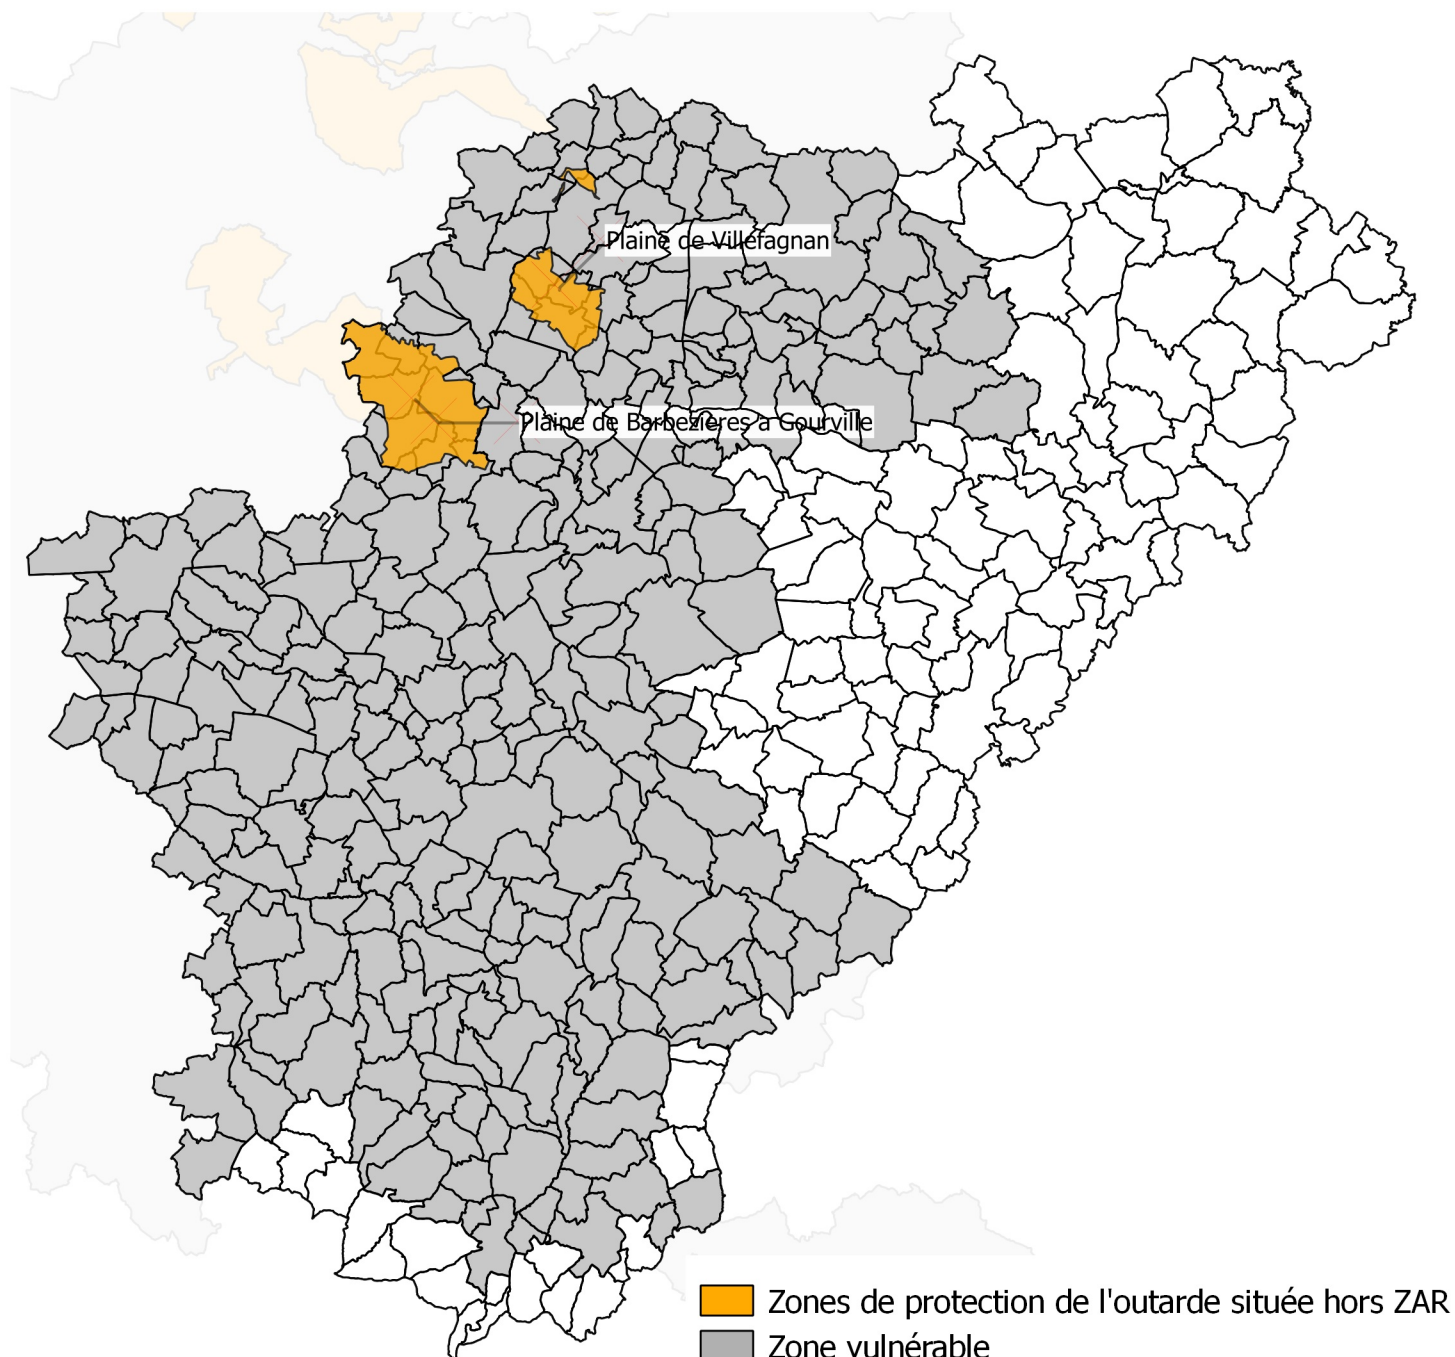 Plaine de Villefagnan
Plaine de Barbezières à Gourville
Zones de protection de l'outarde située hors ZAR
Zone vulnérable